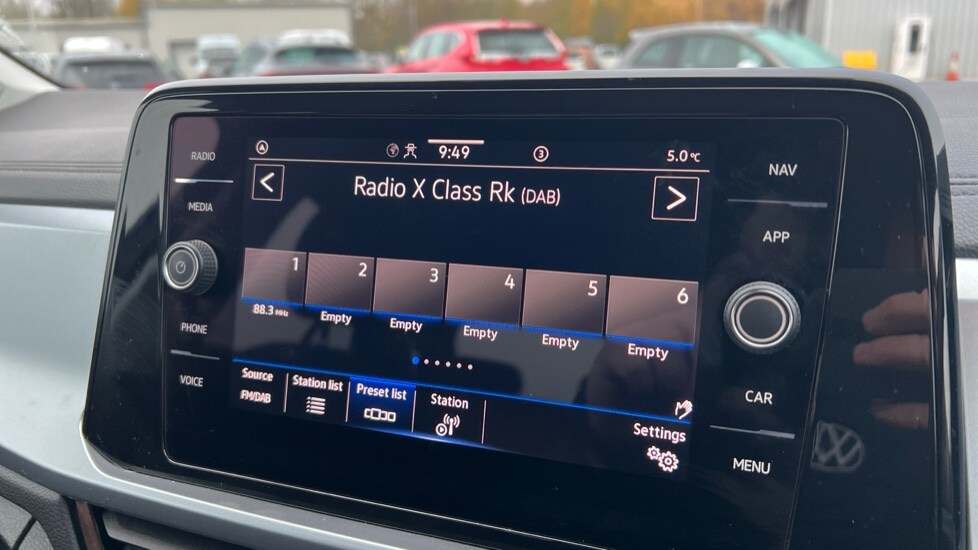 RADIO
MEDIA
PHONE
VOICE
9:49
3
5.0°C
<
Radio X Class Rk (DAB)
>
1
2
3
4
5
6
88.3 MHz
Empty
Empty
Empty
Empty
Empty
Source
FM/DAB
Station list
Preset list
Station
Settings
NAV
APP
CAR
MENU